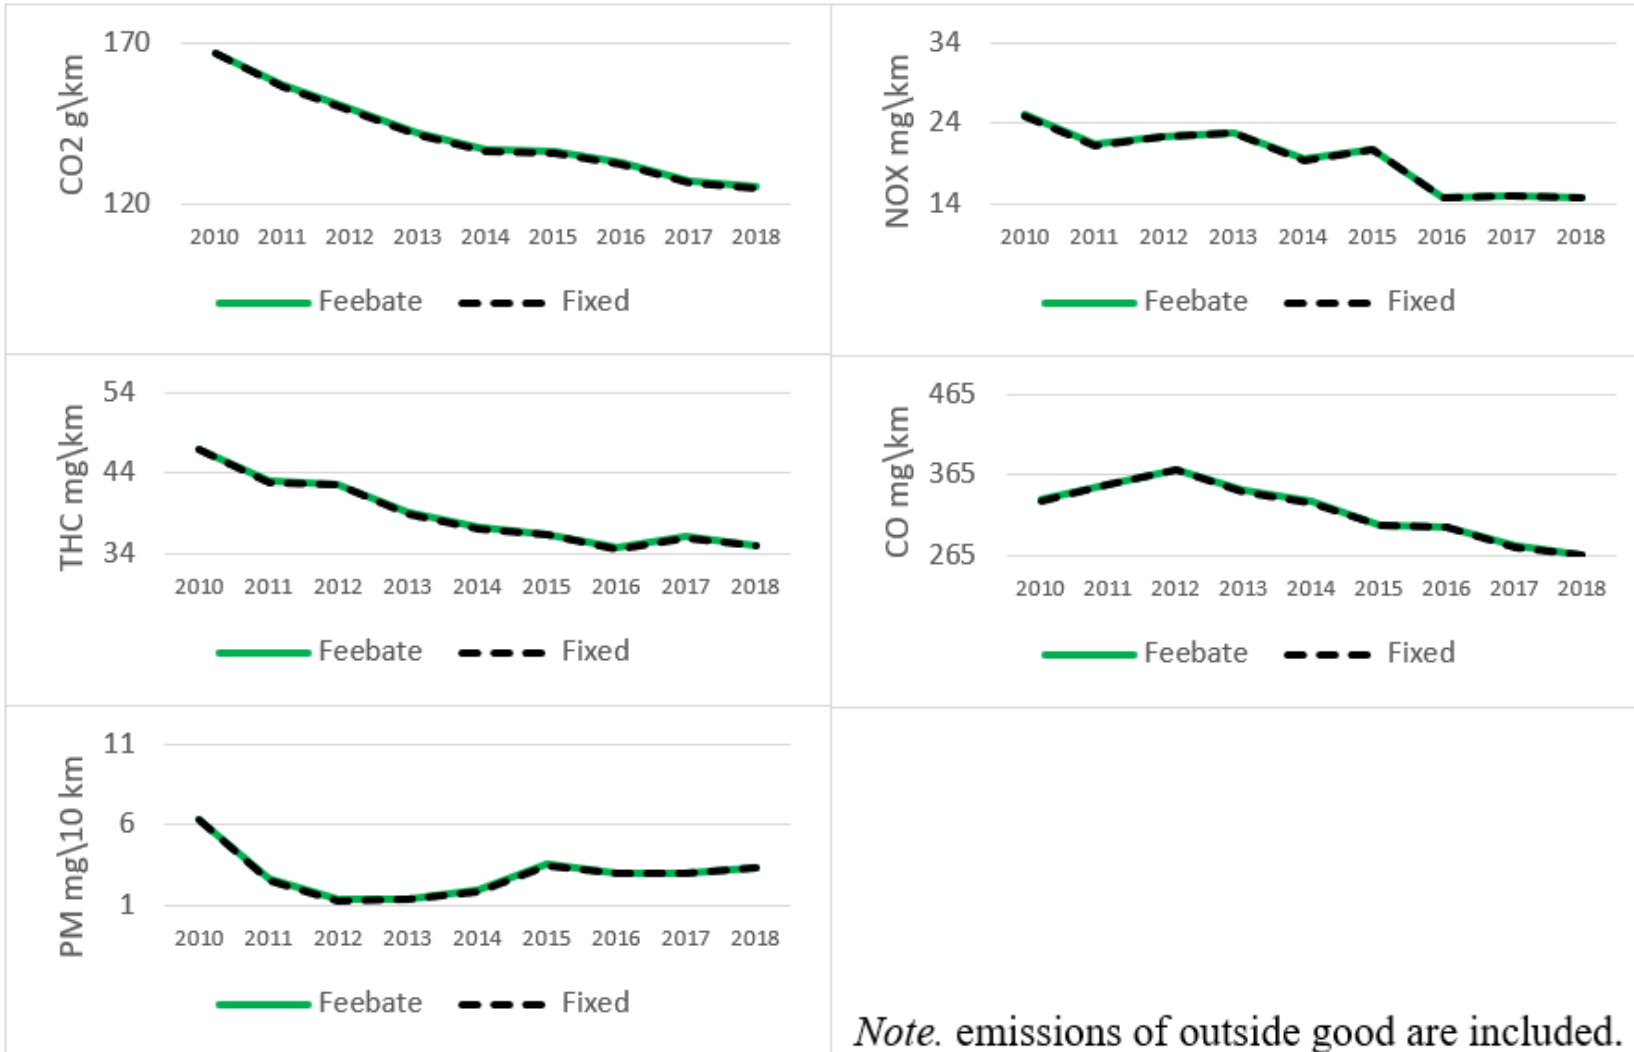 CO2 g\km
170
120
2010 2011 2012 2013 2014 2015 2016 2017 2018
Feebate Fixed
NOX mg\km
34
24
14
2010 2011 2012 2013 2014 2015 2016 2017 2018
Feebate Fixed
THC mg\km
54
44
34
2010 2011 2012 2013 2014 2015 2016 2017 2018
Feebate Fixed
CO mg\km
465
365
265
2010 2011 2012 2013 2014 2015 2016 2017 2018
Feebate Fixed
PM mg\10 km
11
6
1
2010 2011 2012 2013 2014 2015 2016 2017 2018
Feebate Fixed
Note. emissions of outside good are included.